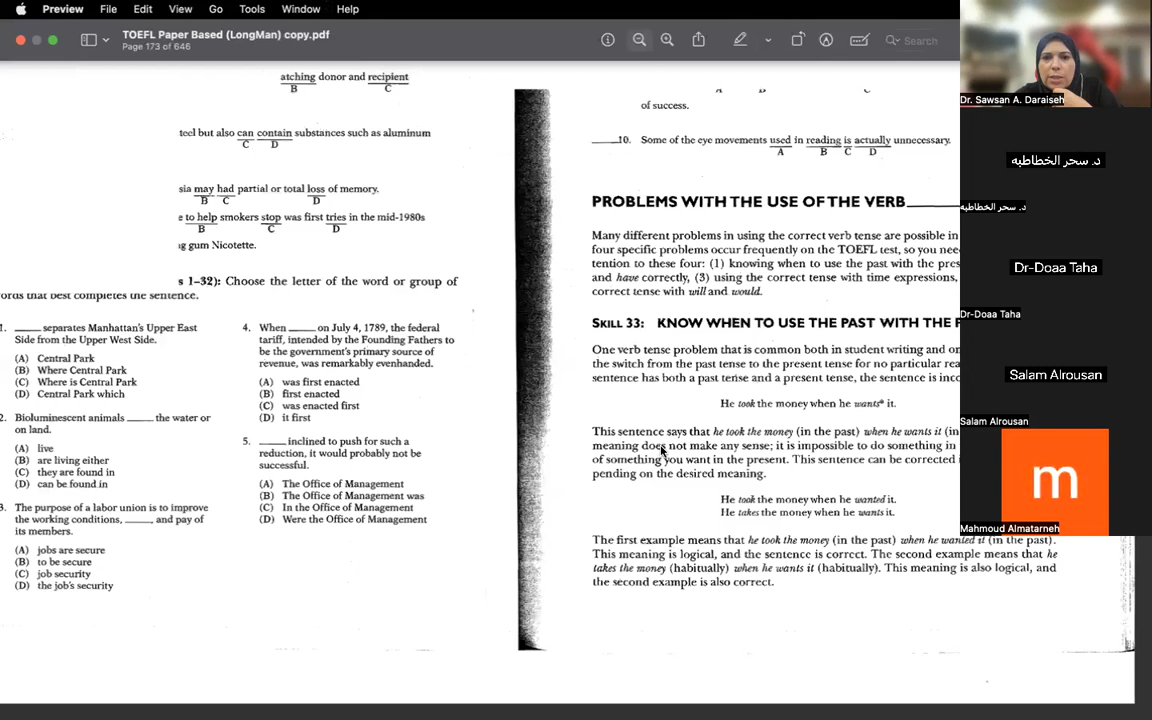 Preview File Edit View Go Tools Window Help
TOEFL Paper Based (LongMan) copy.pdf
Page 173 of 646
Search
atching donor and recipient
B C
teel but also can contain substances such as aluminum
C D
sia may had partial or total loss of memory.
B C D
e to help smokers stop was first tries in the mid-1980s
B C D
g gum Nicotette.
s 1–32): Choose the letter of the word or group of
ords that best completes the sentence.
1. _____ separates Manhattan's Upper East
Side from the Upper West Side.
(A) Central Park
(B) Where Central Park
(C) Where is Central Park
(D) Central Park which
2. Bioluminescent animals _____ the water or
on land.
(A) live
(B) are living either
(C) they are found in
(D) can be found in
3. The purpose of a labor union is to improve
the working conditions, _____, and pay of
its members.
(A) jobs are secure
(B) to be secure
(C) job security
(D) the job's security
4. When _____ on July 4, 1789, the federal
tariff, intended by the Founding Fathers to
be the government's primary source of
revenue, was remarkably evenhanded.
(A) was first enacted
(B) first enacted
(C) was enacted first
(D) it first
5. _____ inclined to push for such a
reduction, it would probably not be
successful.
(A) The Office of Management
(B) The Office of Management was
(C) In the Office of Management
(D) Were the Office of Management
of success.
_____10. Some of the eye movements used in reading is actually unnecessary.
A B C D
PROBLEMS WITH THE USE OF THE VERB
Many different problems in using the correct verb tense are possible in
four specific problems occur frequently on the TOEFL test, so you nee
tention to these four: (1) knowing when to use the past with the pres
and have correctly, (3) using the correct tense with time expressions,
correct tense with will and would.
SKILL 33: KNOW WHEN TO USE THE PAST WITH THE P
One verb tense problem that is common both in student writing and on
the switch from the past tense to the present tense for no particular rea
sentence has both a past tense and a present tense, the sentence is inco
He took the money when he wants* it.
This sentence says that he took the money (in the past) when he wants it (in
meaning does not make any sense; it is impossible to do something in
of something you want in the present. This sentence can be corrected
pending on the desired meaning.
He took the money when he wanted it.
He takes the money when he wants it.
The first example means that he took the money (in the past) when he wanted it (in the past).
This meaning is logical, and the sentence is correct. The second example means that he
takes the money (habitually) when he wants it (habitually). This meaning is also logical, and
the second example is also correct.
Dr. Sawsan A. Daraiseh
د. سحر الخطاطبه
د. سحر الخطاطبه
Dr-Doaa Taha
Dr-Doaa Taha
Salam Alrousan
Salam Alrousan
m
Mahmoud Almatarneh